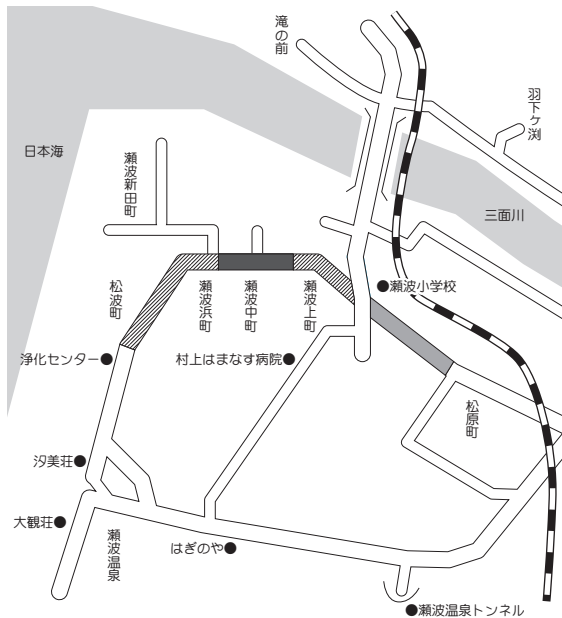 滝の前
羽下ケ渕
日本海
瀬波新田町
三面川
松波町
瀬波浜町
瀬波中町
瀬波上町
●瀬波小学校
浄化センター●
村上はまなす病院●
松原町
汐美荘●
大観荘●
瀬波温泉
はぎのや●
●瀬波温泉トンネル